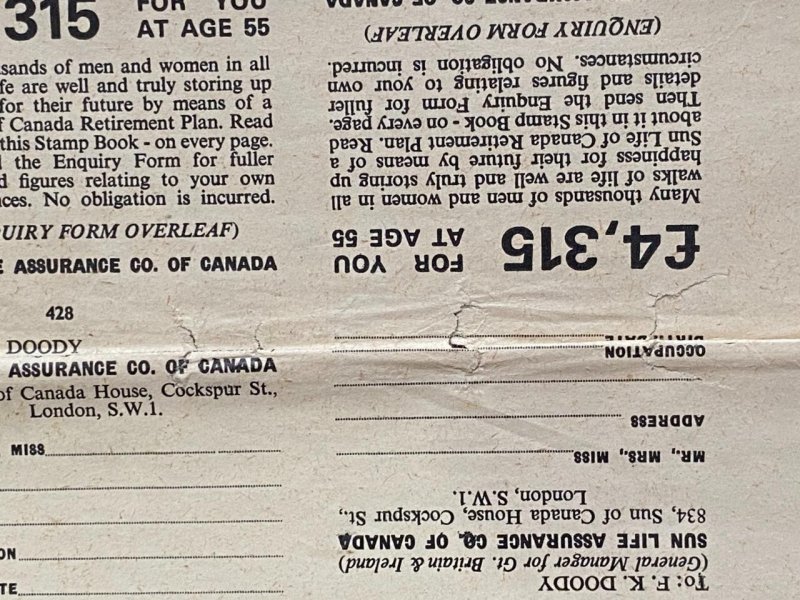 315 FOR YOU
AT AGE 55
sands of men and women in all
fe are well and truly storing up
for their future by means of a
f Canada Retirement Plan. Read
this Stamp Book - on every page.
the Enquiry Form for fuller
d figures relating to your own
ces. No obligation is incurred.
UIRY FORM OVERLEAF)
E ASSURANCE CO. OF CANADA
428
DOODY
ASSURANCE CO. OF CANADA
of Canada House, Cockspur St.,
London, S.W.1.
MISS
ON
TE
To: F. K. DOODY
(General Manager for Gt. Britain & Ireland)
SUN LIFE ASSURANCE CO. OF CANADA
834, Sun of Canada House, Cockspur St.,
London, S.W.1.
MR., MRS., MISS
ADDRESS
OCCUPATION
BIRTH DATE
£4,315 FOR YOU
AT AGE 55
Many thousands of men and women in all
walks of life are well and truly storing up
happiness for their future by means of a
Sun Life of Canada Retirement Plan. Read
about it in this Stamp Book - on every page.
Then send the Enquiry Form for fuller
details and figures relating to your own
circumstances. No obligation is incurred.
(ENQUIRY FORM OVERLEAF)
ASSURANCE CO. OF CANADA